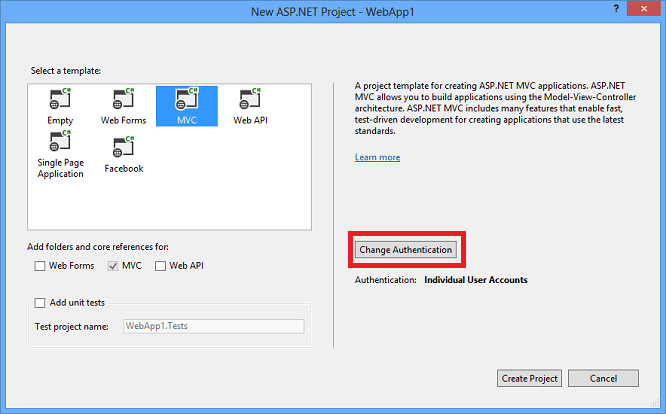 New ASP.NET Project - WebApp1
Select a template:
Empty
Web Forms
MVC
Web API
Single Page
Application
Facebook
Add folders and core references for:
Web Forms
MVC
Web API
Add unit tests
Test project name:
WebApp1.Tests
A project template for creating ASP.NET MVC applications. ASP.NET
MVC allows you to build applications using the Model-View-Controller
architecture. ASP.NET MVC includes many features that enable fast,
test-driven development for creating applications that use the latest
standards.
Learn more
Change Authentication
Authentication: Individual User Accounts
Create Project
Cancel